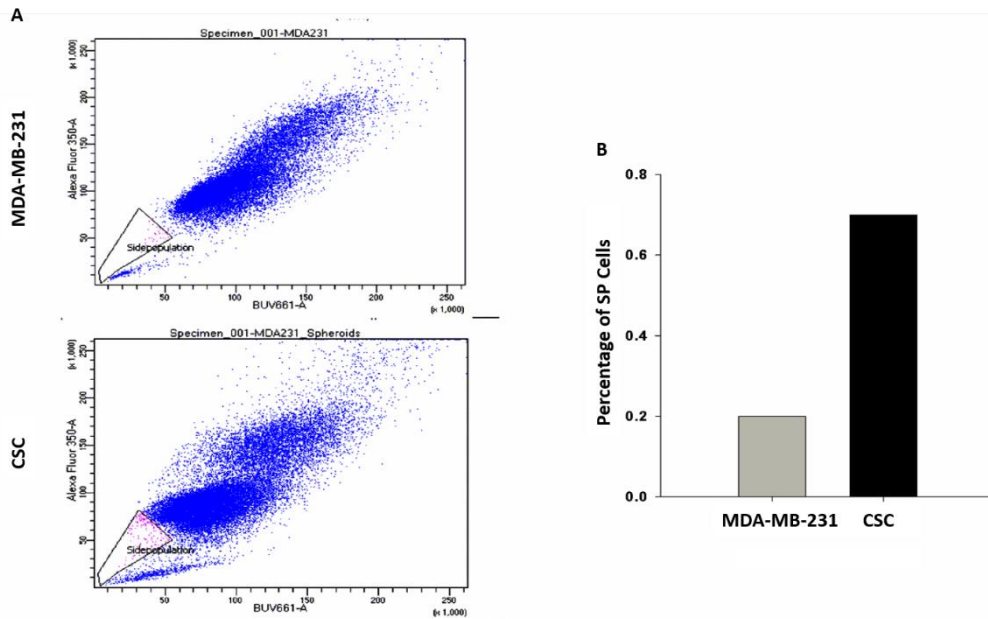 A
Specimen_001-MDA231
(x 1,000)
250
200
150
100
50
Alexa Fluor 350-A
MDA-MB-231
Sidepopulation
50 100 150 200 250
BUV661-A
(x 1,000)
Specimen_001-MDA231_Spheroids
(x 1,000)
250
200
150
100
50
Alexa Fluor 350-A
CSC
Sidepopulation
50 100 150 200 250
BUV661-A
(x 1,000)
B
0.8
0.6
0.4
0.2
0.0
Percentage of SP Cells
MDA-MB-231 CSC